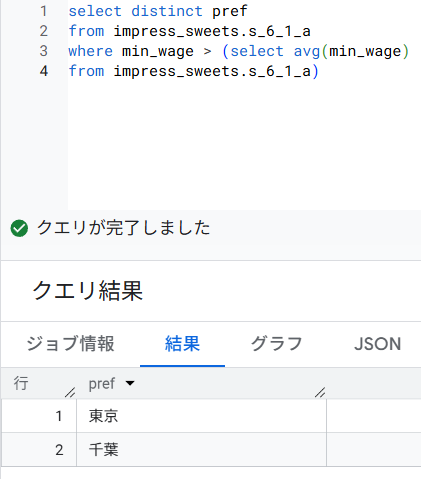 1 select distinct pref
2 from impress_sweets.s_6_1_a
3 where min_wage > (select avg(min_wage)
4 from impress_sweets.s_6_1_a)
クエリが完了しました
クエリ結果
ジョブ情報 結果 グラフ JSON
行 pref
1 東京
2 千葉